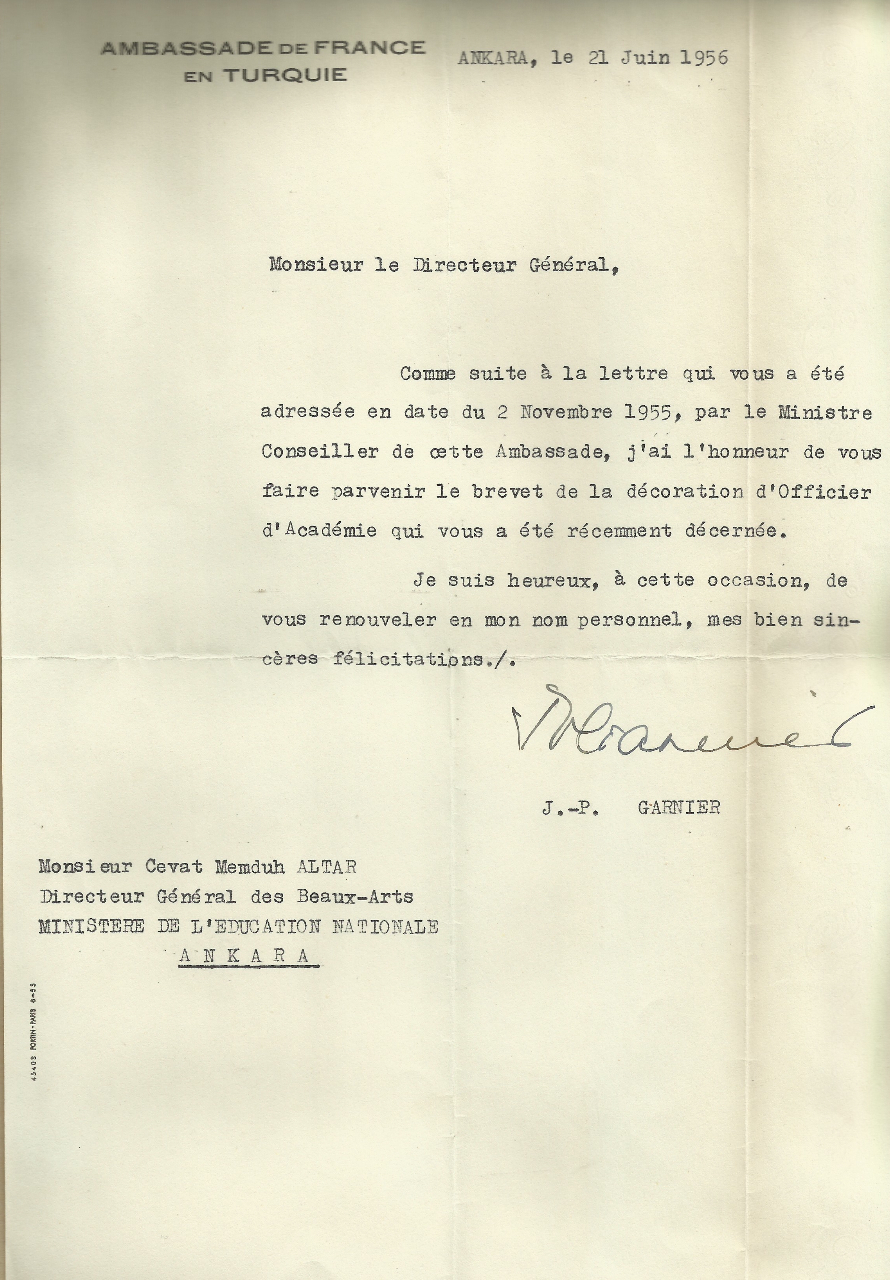 AMBASSADE DE FRANCE
EN TURQUIE
ANKARA, le 21 Juin 1956
Monsieur le Directeur Général,
Comme suite à la lettre qui vous a été
adressée en date du 2 Novembre 1955, par le Ministre
Conseiller de cette Ambassade, j'ai l'honneur de vous
faire parvenir le brevet de la décoration d'Officier
d'Académie qui vous a été récemment décernée.
Je suis heureux, à cette occasion, de
vous renouveler en mon nom personnel, mes bien sin-
cères félicitations./.
J.-P. GARNIER
Monsieur Cevat Memduh ALTAR
Directeur Général des Beaux-Arts
MINISTERE DE L'EDUCATION NATIONALE
A N K A R A